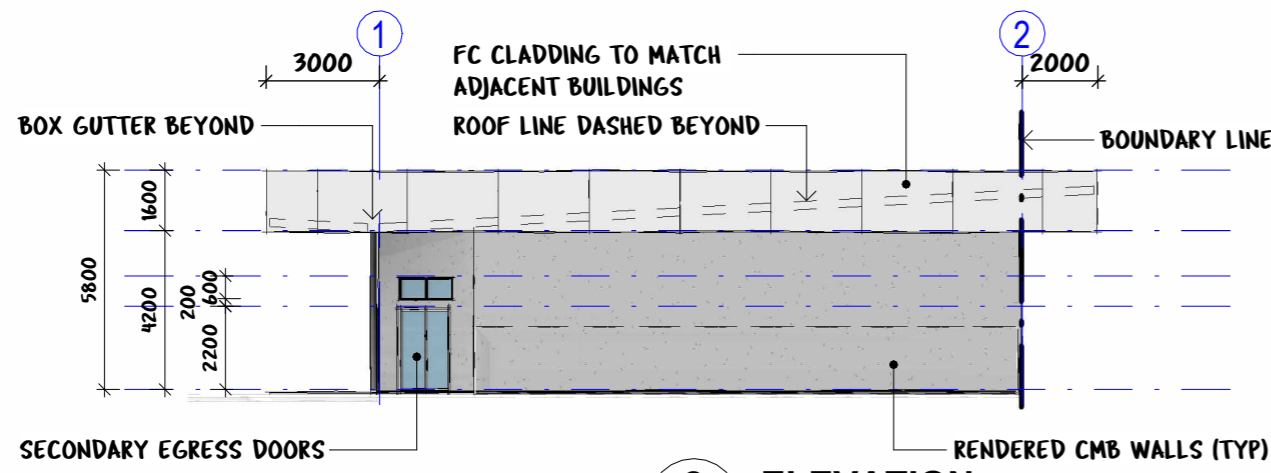 1
2
3000
FC CLADDING TO MATCH
ADJACENT BUILDINGS
2000
BOX GUTTER BEYOND
ROOF LINE DASHED BEYOND
BOUNDARY LINE
1600
5800
4200
200
600
2200
SECONDARY EGRESS DOORS
RENDERED CMB WALLS (TYP)